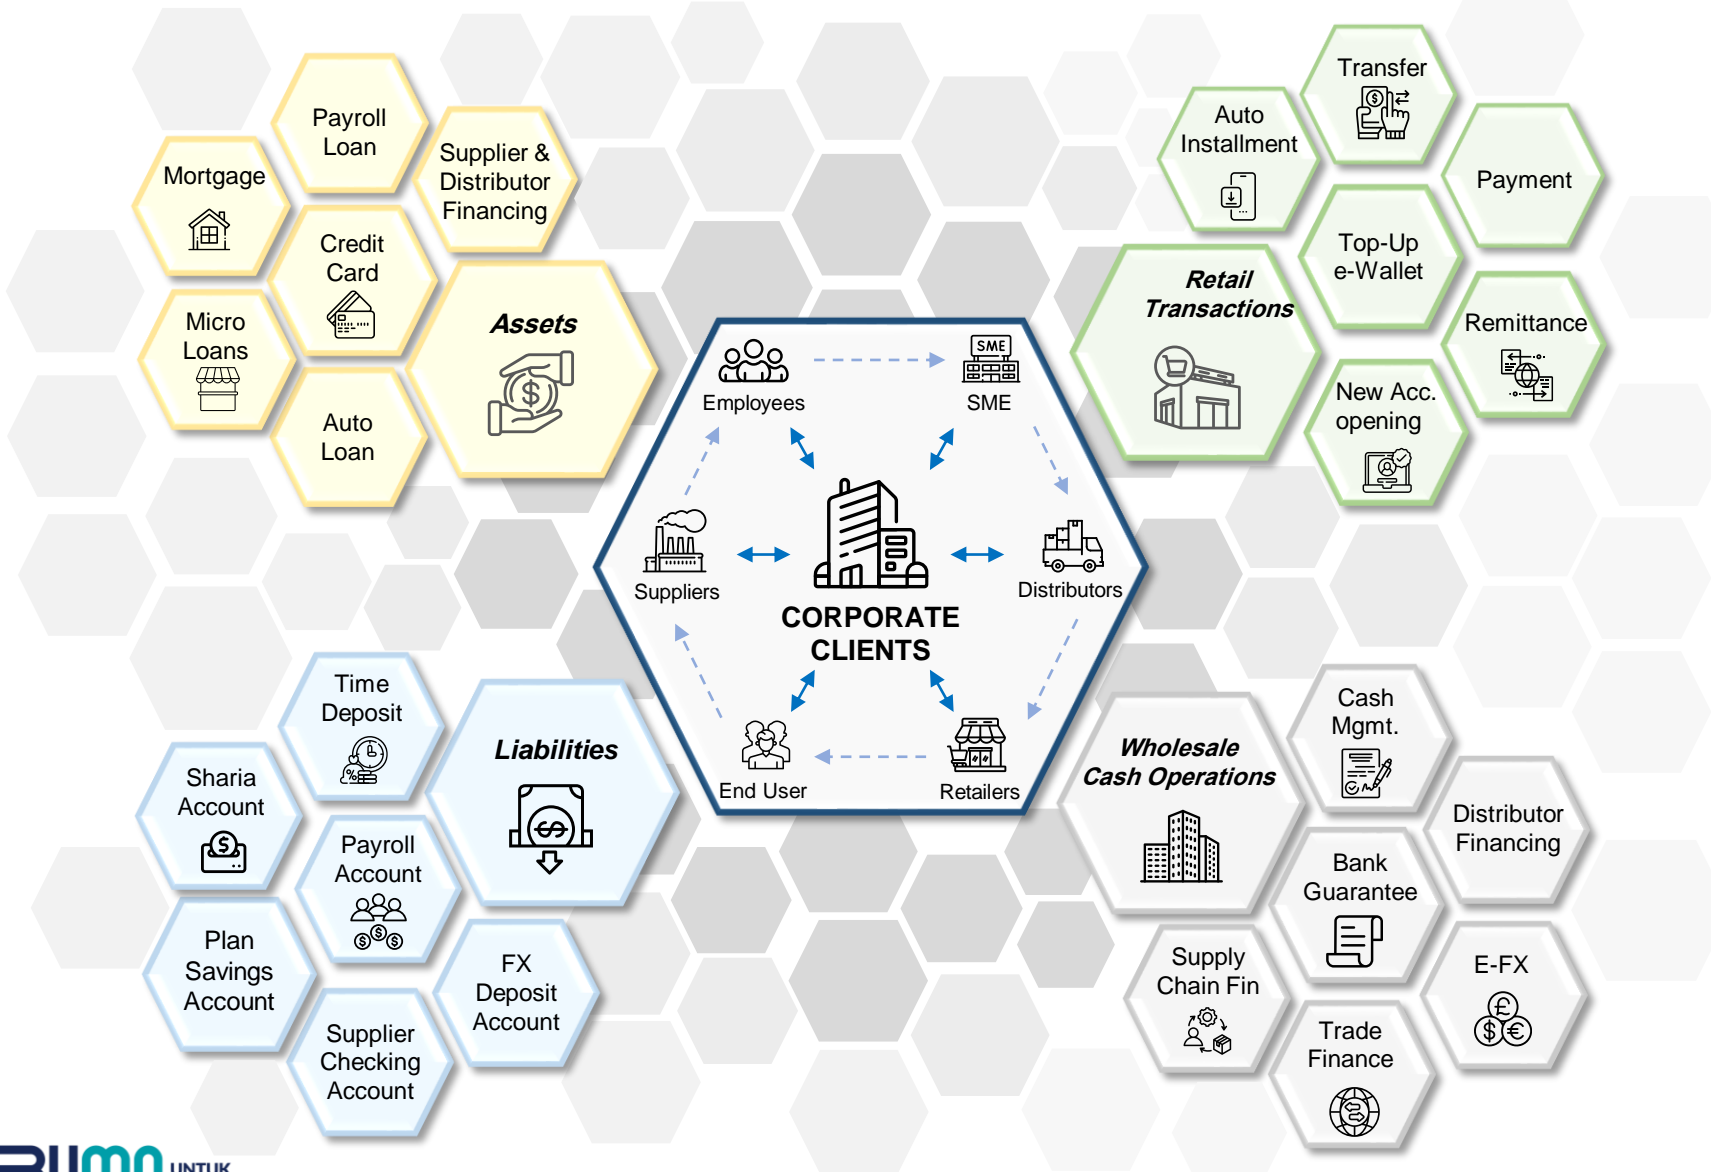 Payroll
Loan
Mortgage
Supplier &
Distributor
Financing
Credit
Card
Micro
Loans
Auto
Loan
Assets
Transfer
Auto
Installment
Payment
Top-Up
e-Wallet
Retail
Transactions
Remittance
New Acc.
opening
Employees
SME
SME
Suppliers
Distributors
CORPORATE
CLIENTS
End User
Retailers
Time
Deposit
Sharia
Account
Liabilities
Payroll
Account
Plan
Savings
Account
FX
Deposit
Account
Supplier
Checking
Account
Cash
Mgmt.
Wholesale
Cash Operations
Distributor
Financing
Bank
Guarantee
Supply
Chain Fin
E-FX
Trade
Finance
BUMN UNTUK